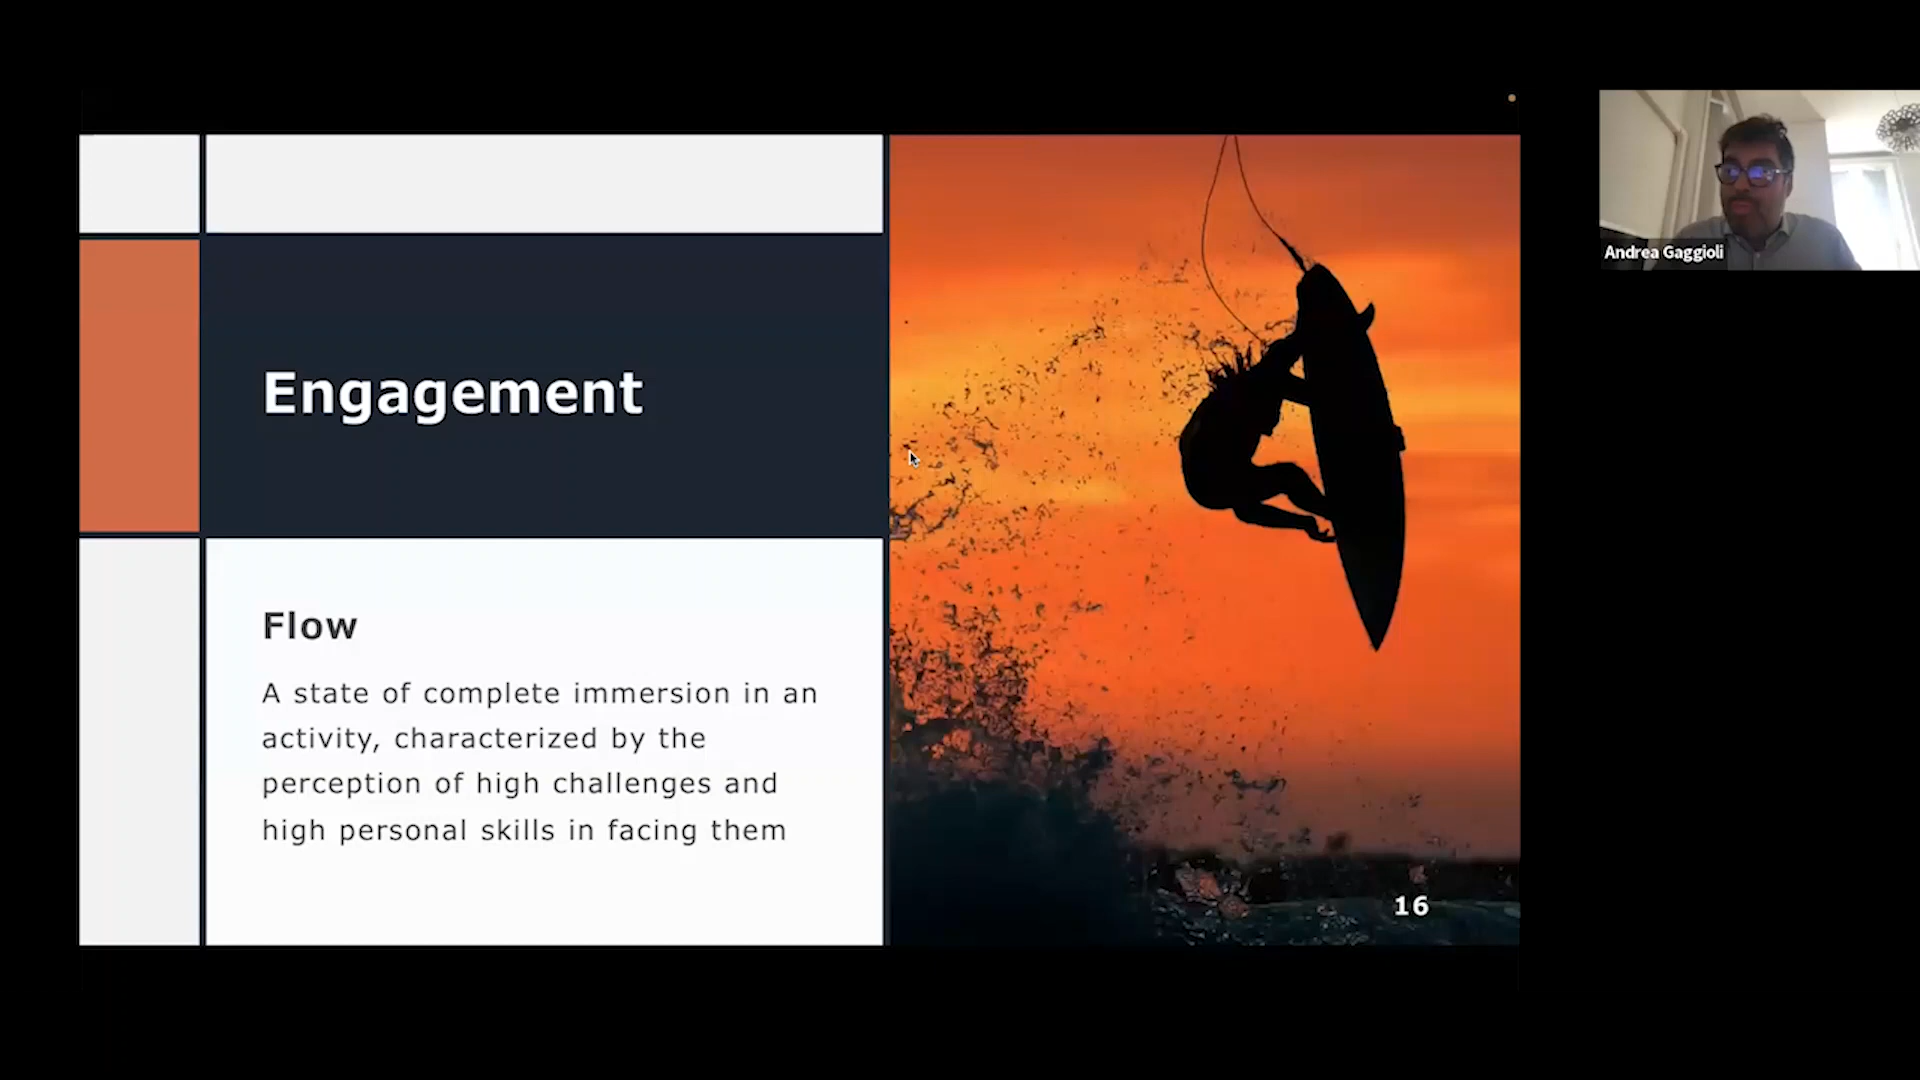 Engagement
Flow
A state of complete immersion in an
activity, characterized by the
perception of high challenges and
high personal skills in facing them
16
Andrea Gaggioli